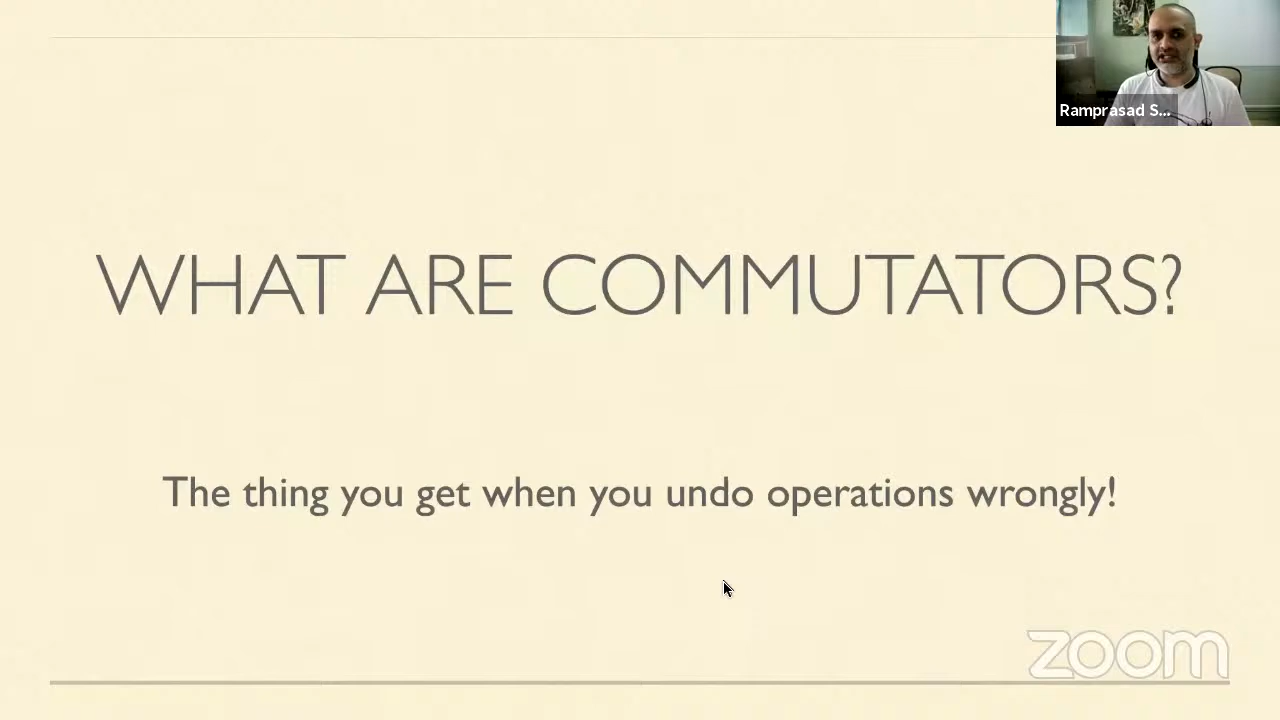 Ramprasad S...
WHAT ARE COMMUTATORS?
The thing you get when you undo operations wrongly!
zoom